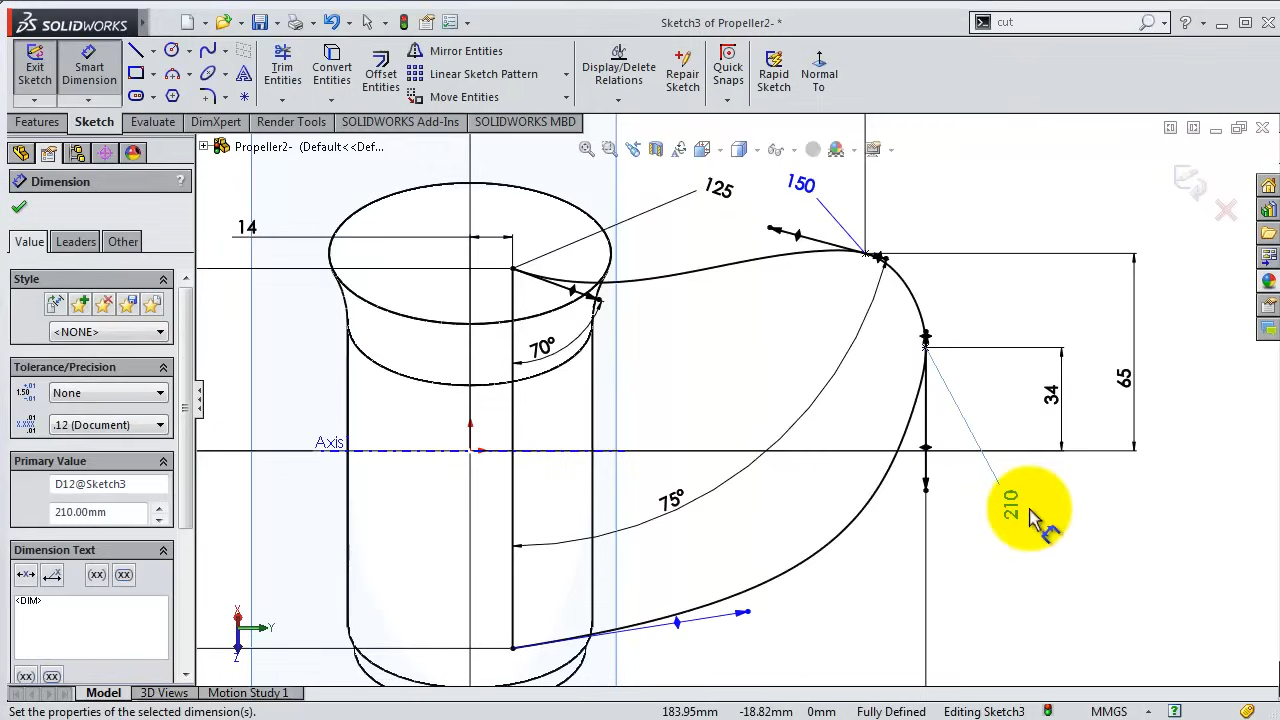 SOLIDWORKS
Sketch3 of Propeller2- *
cut
Exit Sketch
Smart Dimension
Trim Entities
Convert Entities
Offset Entities
Mirror Entities
Linear Sketch Pattern
Move Entities
Display/Delete Relations
Repair Sketch
Quick Snaps
Rapid Sketch
Normal To
Features
Sketch
Evaluate
DimXpert
Render Tools
SOLIDWORKS Add-Ins
SOLIDWORKS MBD
Propeller2- (Default<<Def...
Dimension
?
Value
Leaders
Other
Style
<NONE>
Tolerance/Precision
None
.12 (Document)
Primary Value
D12@Sketch3
210.00mm
Dimension Text
(xx)
(xx)
<DIM>
(xx)
(xx)
125
150
14
70°
75°
34
65
210
Axis
X
Y
Z
Model
3D Views
Motion Study 1
Set the properties of the selected dimension(s).
183.95mm
-18.82mm
0mm
Fully Defined
Editing Sketch3
MMGS